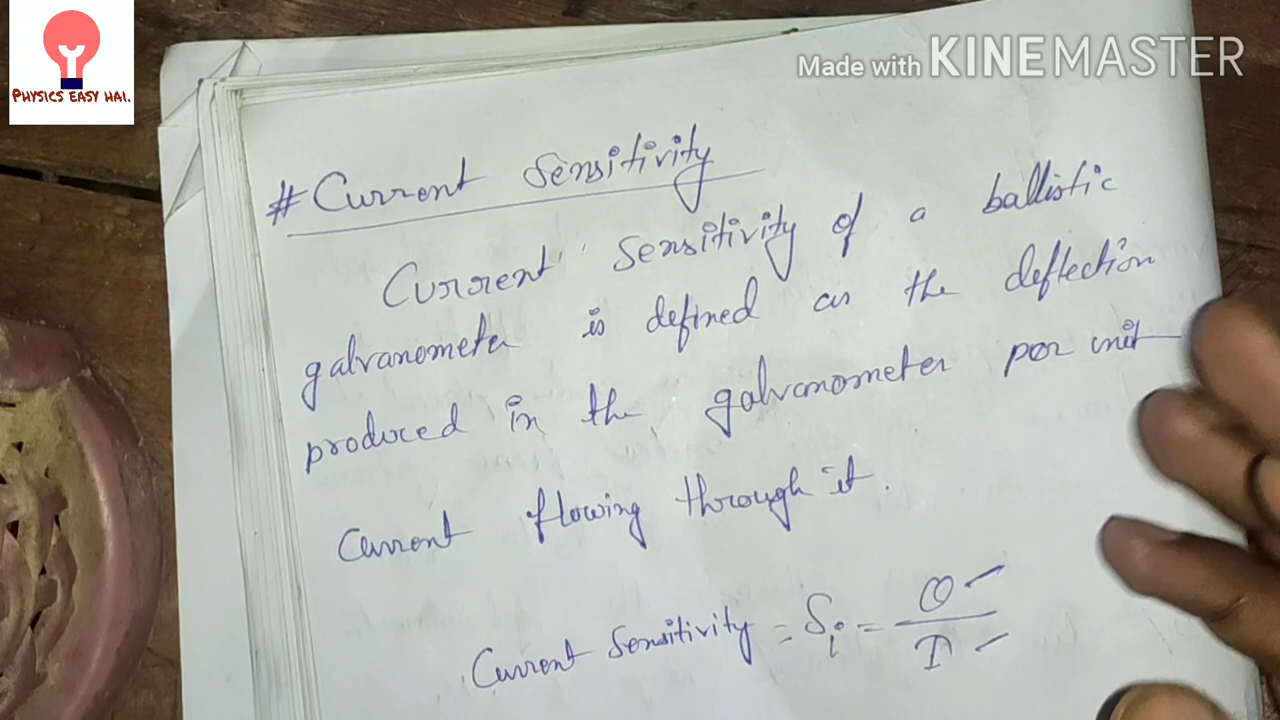 PHYSICS EASY HAI.
Made with KINEMASTER
# Current Sensitivity
Current Sensitivity of a ballistic
galvanometer is defined as the deflection
produced in the galvanometer per unit
Current flowing through it.
Current Sensitivity = Si = θ
I